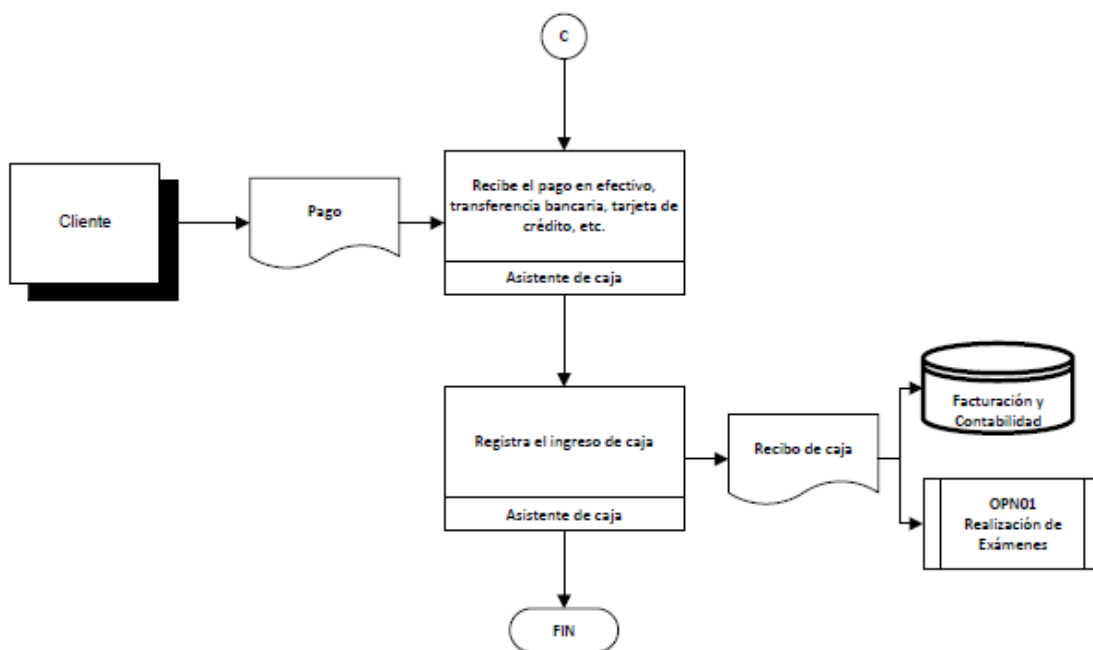 C
Cliente
Pago
Recibe el pago en efectivo,
transferencia bancaria, tarjeta de
crédito, etc.
Asistente de caja
Registra el ingreso de caja
Asistente de caja
Recibo de caja
Facturación y
Contabilidad
OPN01
Realización de
Exámenes
FIN